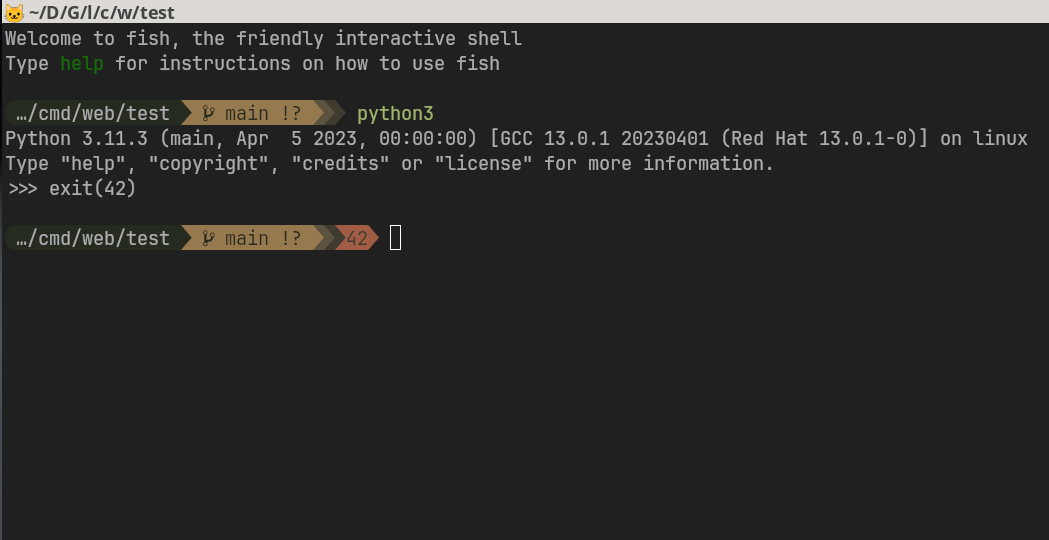 ~/D/G/l/c/w/test
Welcome to fish, the friendly interactive shell
Type help for instructions on how to use fish
…/cmd/web/test main !? python3
Python 3.11.3 (main, Apr  5 2023, 00:00:00) [GCC 13.0.1 20230401 (Red Hat 13.0.1-0)] on linux
Type "help", "copyright", "credits" or "license" for more information.
>>> exit(42)
…/cmd/web/test main !? 42